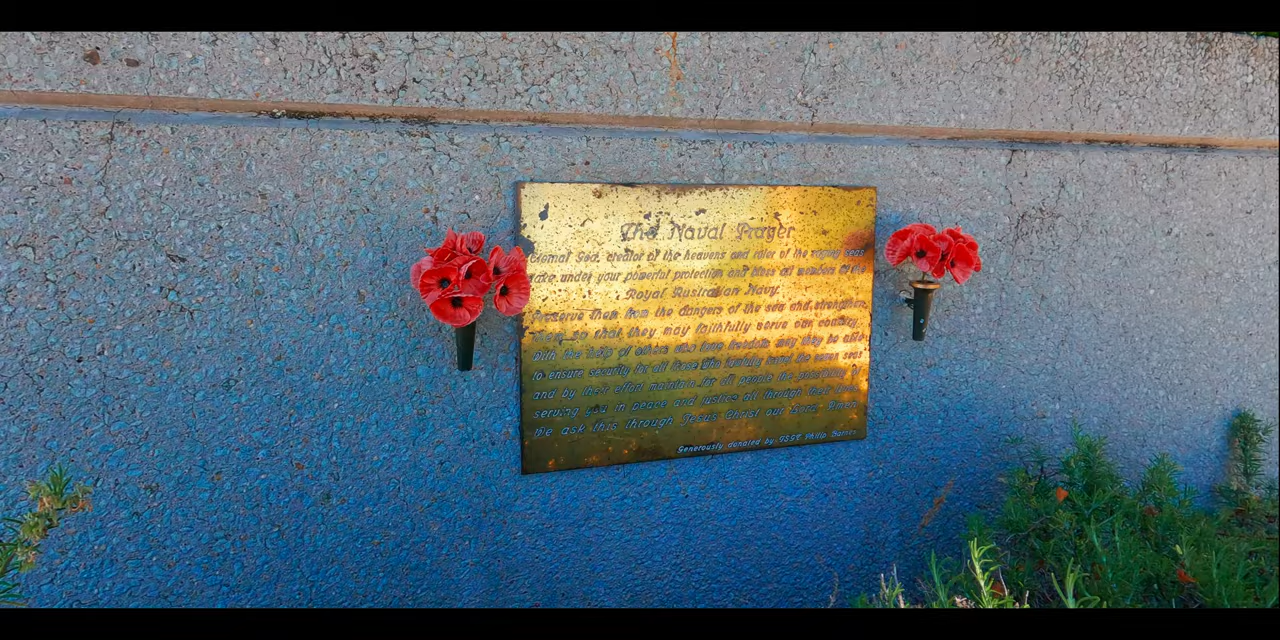 The Naval Prayer
Eternal God, creator of the heavens and ruler of the raging seas
take under your powerful protection and bless all members of the
Royal Australian Navy.
Preserve them from the dangers of the sea and strengthen
them so that they may faithfully serve our country.
With the help of others who love freedom may they be able
to ensure security for all those who lawfully travel the seven seas
and by their effort maintain for all people the
serving you in peace and justice all through their lives.
We ask this through Jesus Christ our Lord. Amen.
Generously donated by Philip